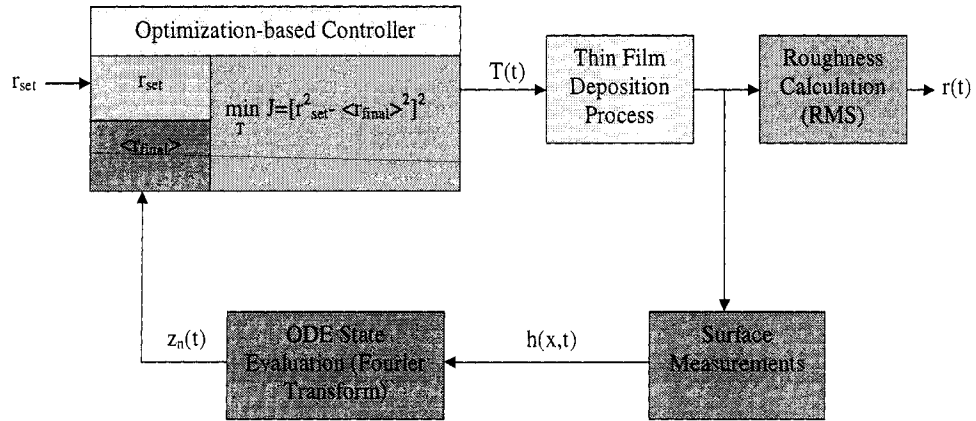 Optimization-based Controller
r_set
r_set
min J=[r²_set- <r_final>²]²
T
<r_final>
T(t)
Thin Film
Deposition
Process
Roughness
Calculation
(RMS)
r(t)
z_n(t)
ODE State
Evaluation (Fourier
Transform)
h(x,t)
Surface
Measurements